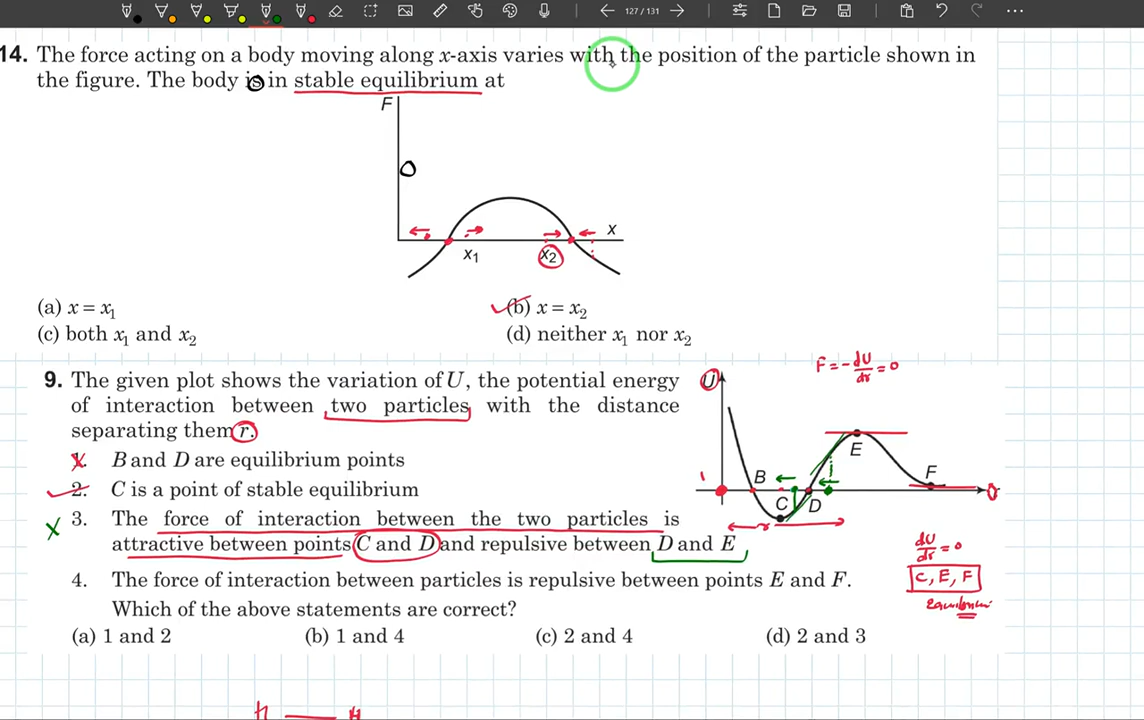 127 / 131
14. The force acting on a body moving along x-axis varies with the position of the particle shown in
the figure. The body is in stable equilibrium at
F
x
x1
x2
(a) x = x1
(b) x = x2
(c) both x1 and x2
(d) neither x1 nor x2
9. The given plot shows the variation of U, the potential energy
of interaction between two particles with the distance
separating them r.
1. B and D are equilibrium points
2. C is a point of stable equilibrium
3. The force of interaction between the two particles is
attractive between points C and D and repulsive between D and E
4. The force of interaction between particles is repulsive between points E and F.
Which of the above statements are correct?
(a) 1 and 2
(b) 1 and 4
(c) 2 and 4
(d) 2 and 3
F = - dU/dr = 0
U
B
C
D
E
F
dU/dr = 0
C, E, F
Equilibrium